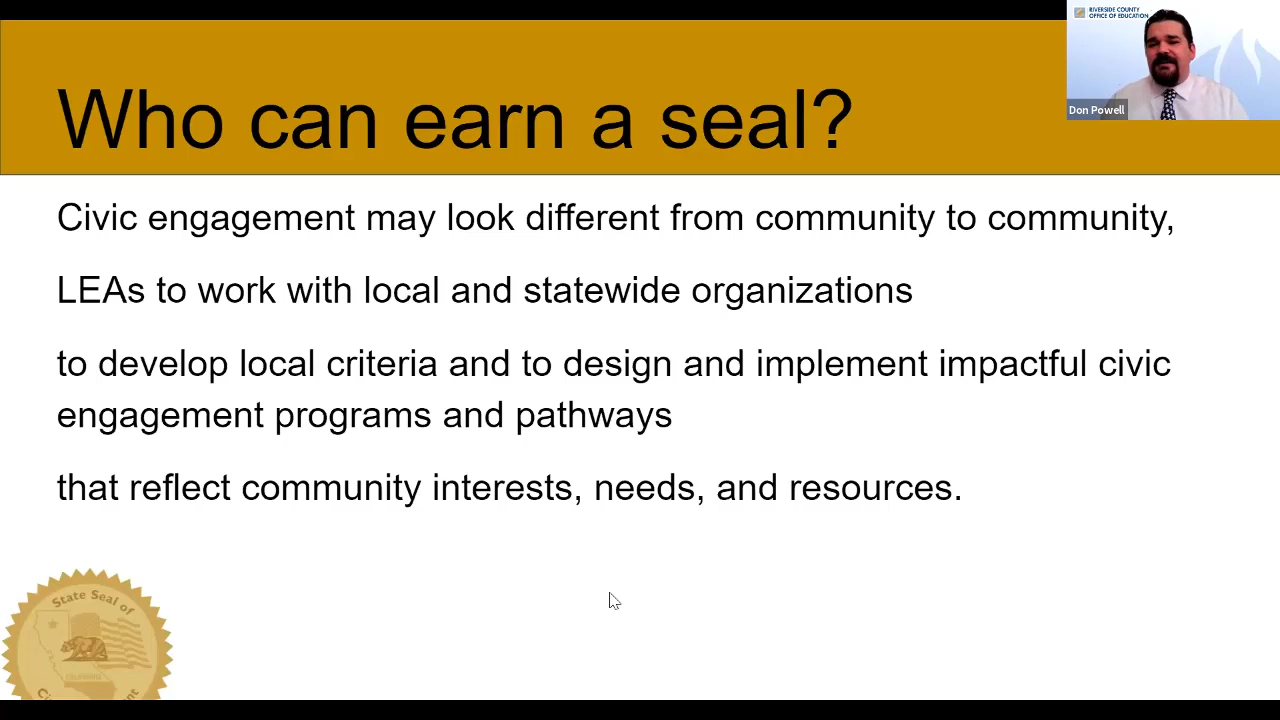 RIVERSIDE COUNTY
OFFICE OF EDUCATION
Don Powell
Who can earn a seal?
Civic engagement may look different from community to community,
LEAs to work with local and statewide organizations
to develop local criteria and to design and implement impactful civic
engagement programs and pathways
that reflect community interests, needs, and resources.
State Seal of